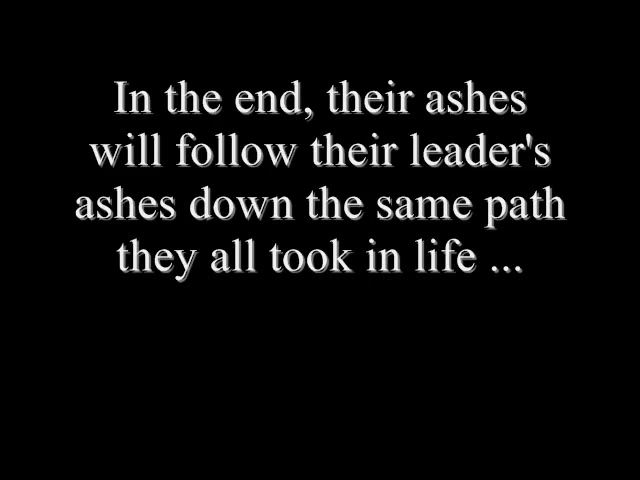 In the end, their ashes
will follow their leader's
ashes down the same path
they all took in life ...